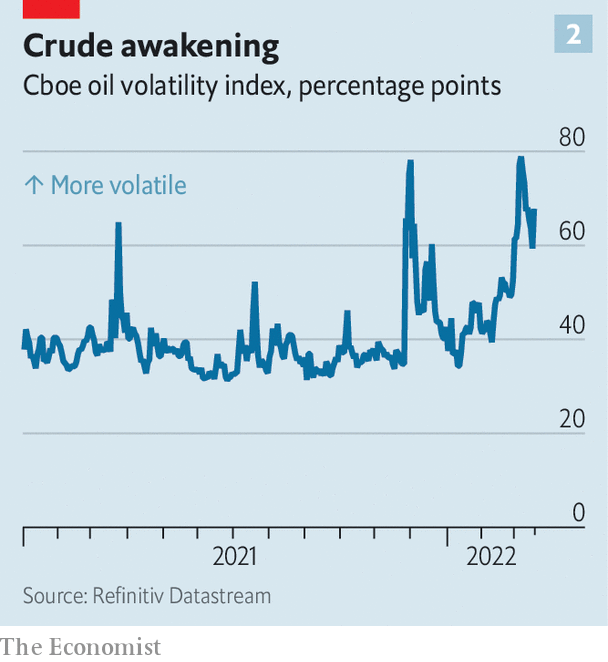 Crude awakening
2
Cboe oil volatility index, percentage points
↑ More volatile
80
60
40
20
0
2021
2022
Source: Refinitiv Datastream
The Economist